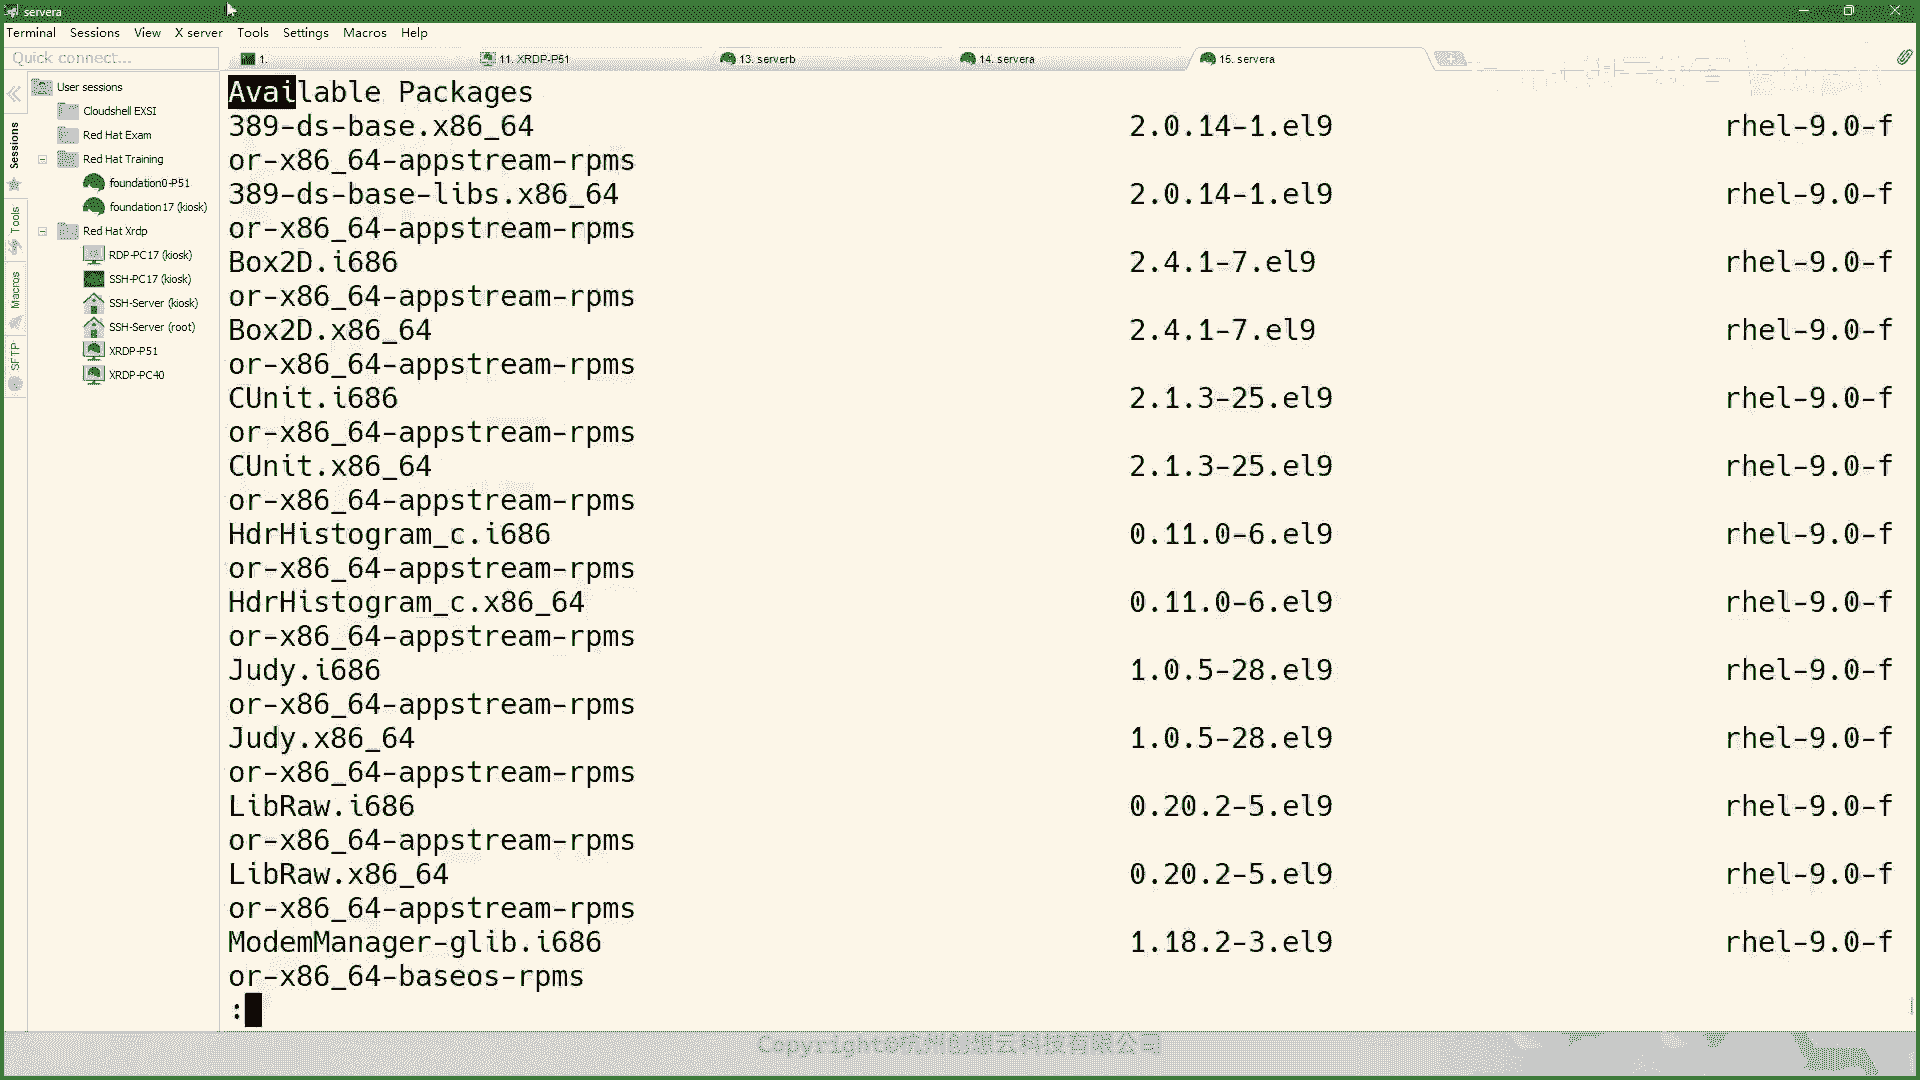 servera
Terminal Sessions View X server Tools Settings Macros Help
Quick connect...
1.
11. XRDP-P51
13. serverb
14. servera
15. servera
Sessions
Tools
Macros
SFTP
User sessions
Cloudshell EXSI
Red Hat Exam
Red Hat Training
foundation0-P51
foundation17 (kiosk)
Red Hat Xrdp
RDP-PC17 (kiosk)
SSH-PC17 (kiosk)
SSH-Server (kiosk)
SSH-Server (root)
XRDP-P51
XRDP-PC40
Available Packages
389-ds-base.x86_64 2.0.14-1.el9 rhel-9.0-f
or-x86_64-appstream-rpms
389-ds-base-libs.x86_64 2.0.14-1.el9 rhel-9.0-f
or-x86_64-appstream-rpms
Box2D.i686 2.4.1-7.el9 rhel-9.0-f
or-x86_64-appstream-rpms
Box2D.x86_64 2.4.1-7.el9 rhel-9.0-f
or-x86_64-appstream-rpms
CUnit.i686 2.1.3-25.el9 rhel-9.0-f
or-x86_64-appstream-rpms
CUnit.x86_64 2.1.3-25.el9 rhel-9.0-f
or-x86_64-appstream-rpms
HdrHistogram_c.i686 0.11.0-6.el9 rhel-9.0-f
or-x86_64-appstream-rpms
HdrHistogram_c.x86_64 0.11.0-6.el9 rhel-9.0-f
or-x86_64-appstream-rpms
Judy.i686 1.0.5-28.el9 rhel-9.0-f
or-x86_64-appstream-rpms
Judy.x86_64 1.0.5-28.el9 rhel-9.0-f
or-x86_64-appstream-rpms
LibRaw.i686 0.20.2-5.el9 rhel-9.0-f
or-x86_64-appstream-rpms
LibRaw.x86_64 0.20.2-5.el9 rhel-9.0-f
or-x86_64-appstream-rpms
ModemManager-glib.i686 1.18.2-3.el9 rhel-9.0-f
or-x86_64-baseos-rpms
:
Copyright©杭州创想云科技有限公司